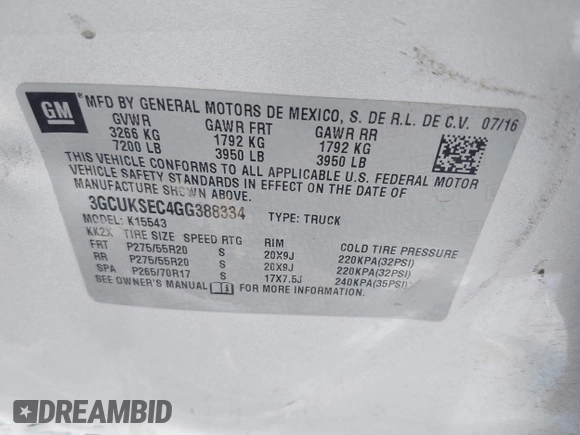 GM
*MFD BY GENERAL MOTORS DE MEXICO, S. DE R.L. DE C.V. 07/16
GVWR GAWR FRT GAWR RR
3266 KG 1792 KG 1792 KG
7200 LB 3950 LB 3950 LB
THIS VEHICLE CONFORMS TO ALL APPLICABLE U.S. FEDERAL MOTOR
VEHICLE SAFETY STANDARDS IN EFFECT ON THE DATE OF
MANUFACTURE SHOWN ABOVE.
3GCUKSEC4GG388334 TYPE: TRUCK
MODEL: K15543
KK2X TIRE SIZE SPEED RTG RIM COLD TIRE PRESSURE
FRT P275/55R20 S 20X9J 220KPA(32PSI)
RR P275/55R20 S 20X9J 220KPA(32PSI)
SPA P265/70R17 S 17X7.5J 240KPA(35PSI)
SEE OWNER'S MANUAL FOR MORE INFORMATION.
DREAMBID